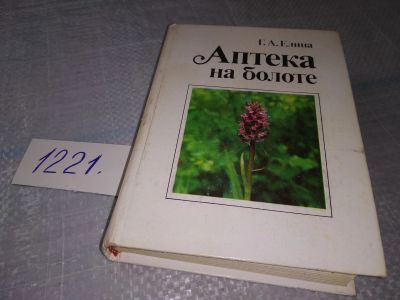 Г. А. Елина
Аптека
на болоте
1221.